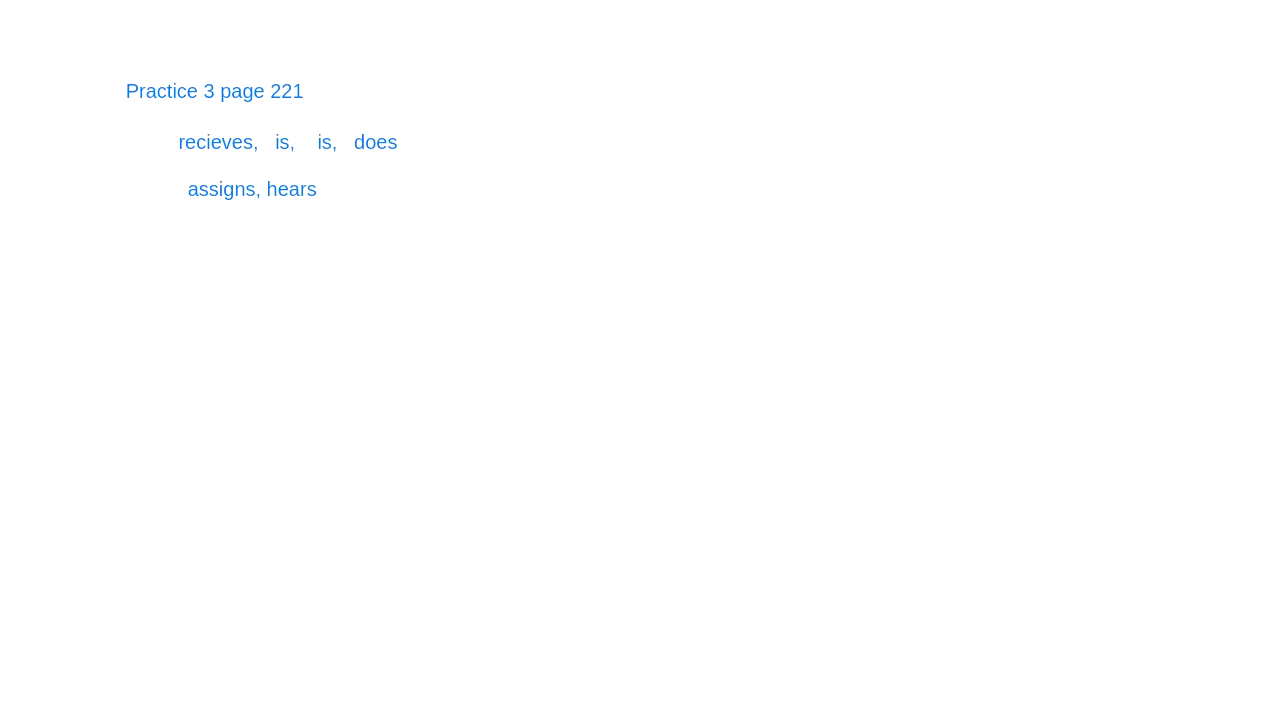 Practice 3 page 221
recieves, is, is, does
assigns, hears